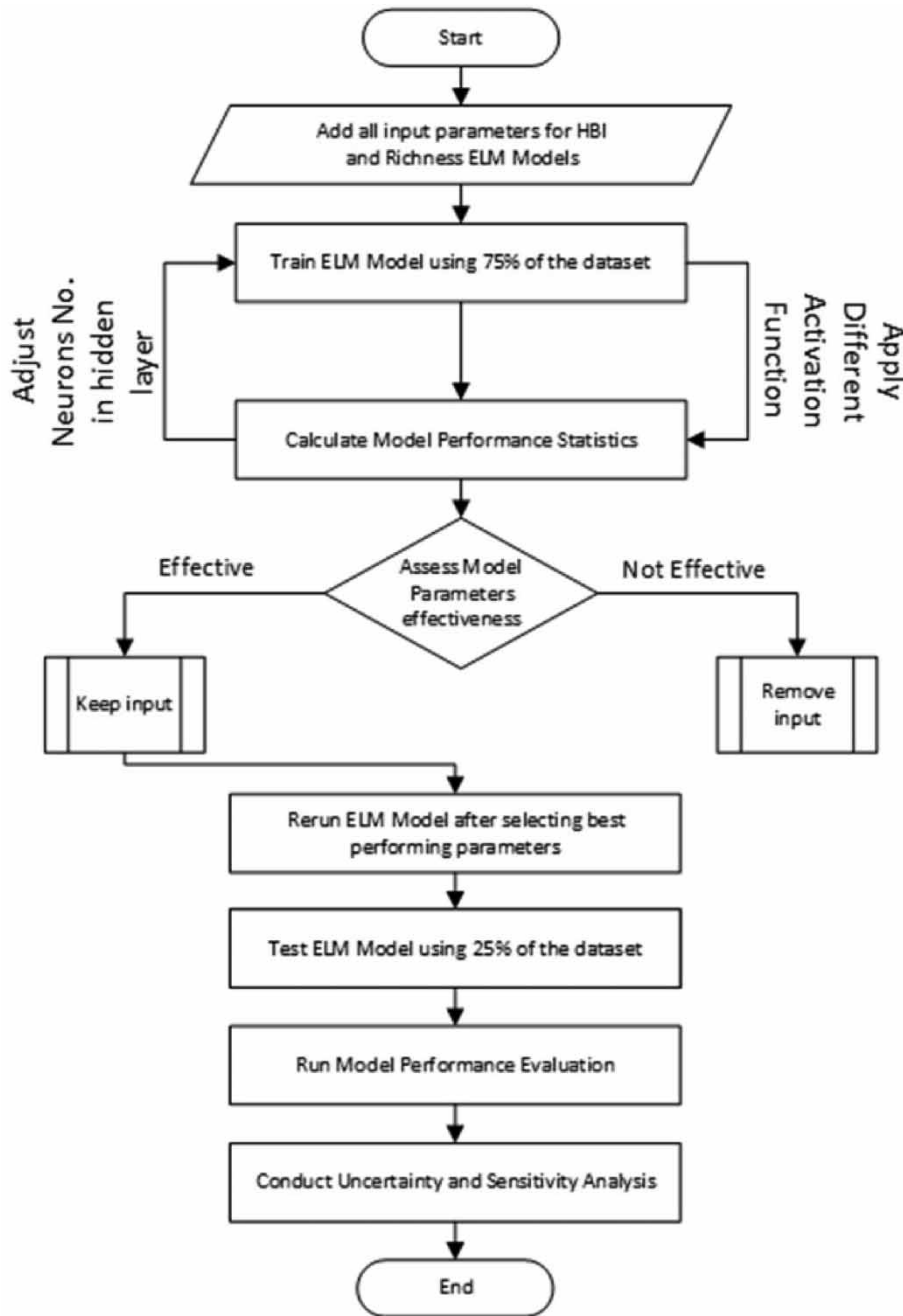 Start
Add all input parameters for HBI
and Richness ELM Models
Train ELM Model using 75% of the dataset
Adjust
Neurons No.
in hidden
layer
Apply
Different
Activation
Function
Calculate Model Performance Statistics
Effective
Assess Model
Parameters
effectiveness
Not Effective
Keep input
Remove
input
Rerun ELM Model after selecting best
performing parameters
Test ELM Model using 25% of the dataset
Run Model Performance Evaluation
Conduct Uncertainty and Sensitivity Analysis
End